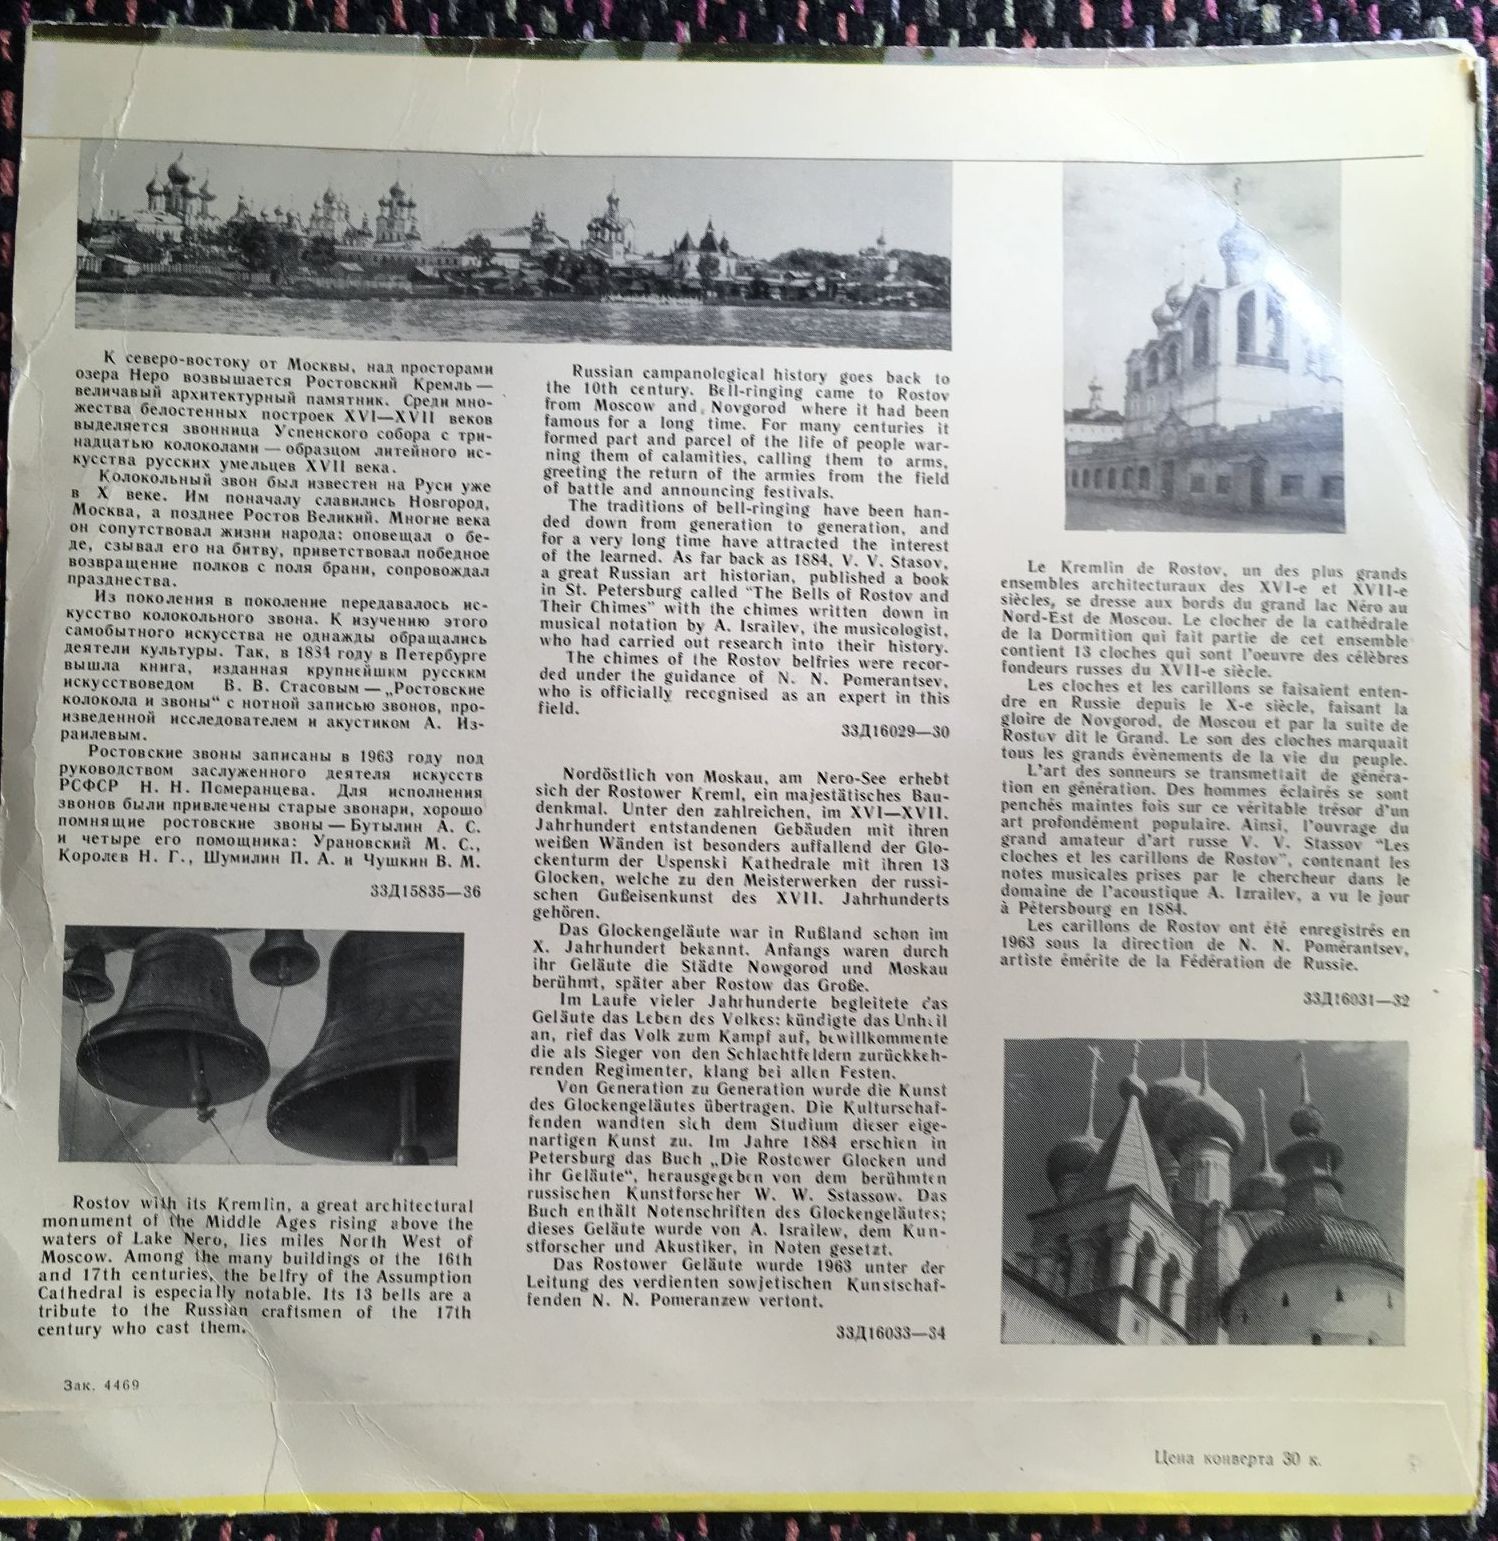 К северо-востоку от Москвы, над просторами
озера Неро возвышается Ростовский Кремль —
величавый архитектурный памятник. Среди мно-
жества белостенных построек XVI—XVII веков
выделяется звонница Успенского собора с три-
надцатью колоколами — образцом литейного ис-
кусства русских умельцев XVII века.
Колокольный звон был известен на Руси уже
в X веке. Им поначалу славились Новгород,
Москва, а позднее Ростов Великий. Многие века
он сопутствовал жизни народа: оповещал о бе-
де, сзывал его на битву, приветствовал победное
возвращение полков с поля брани, сопровождал
празднества.
Из поколения в поколение передавалось ис-
кусство колокольного звона. К изучению этого
самобытного искусства не однажды обращались
деятели культуры. Так, в 1884 году в Петербурге
вышла книга, изданная крупнейшим русским
искусствоведом В. В. Стасовым — „Ростовские
колокола и звоны“ с нотной записью звонов, про-
изведенной исследователем и акустиком А. Из-
раилевым.
Ростовские звоны записаны в 1963 году под
руководством заслуженного деятеля искусств
РСФСР Н. Н. Померанцева. Для исполнения
звонов были привлечены старые звонари, хорошо
помнящие ростовские звоны — Бутылин А. С.
и четыре его помощника: Урановский М. С.,
Королев Н. Г., Шумилин П. А. и Чушкин В. М.
33Д15835—36
Rostov with its Kremlin, a great architectural
monument of the Middle Ages rising above the
waters of Lake Nero, lies miles North West of
Moscow. Among the many buildings of the 16th
and 17th centuries, the belfry of the Assumption
Cathedral is especially notable. Its 13 bells are a
tribute to the Russian craftsmen of the 17th
century who cast them.
Зак. 4469
Russian campanological history goes back to
the 10th century. Bell-ringing came to Rostov
from Moscow and Novgorod where it had been
famous for a long time. For many centuries it
formed part and parcel of the life of people war-
ning them of calamities, calling them to arms,
greeting the return of the armies from the field
of battle and announcing festivals.
The traditions of bell-ringing have been han-
ded down from generation to generation, and
for a very long time have attracted the interest
of the learned. As far back as 1884, V. V. Stasov,
a great Russian art historian, published a book
in St. Petersburg called “The Bells of Rostov and
Their Chimes” with the chimes written down in
musical notation by A. Israilev, the musicologist,
who had carried out research into their history.
The chimes of the Rostov belfries were recor-
ded under the guidance of N. N. Pomerantsev,
who is officially recognised as an expert in this
field.
33Д16029—30
Nordöstlich von Moskau, am Nero-See erhebt
sich der Rostower Kreml, ein majestätisches Bau-
denkmal. Unter den zahlreichen, im XVI—XVII.
Jahrhundert entstandenen Gebäuden mit ihren
weißen Wänden ist besonders auffallend der Glo-
ckenturm der Uspenski Kathedrale mit ihren 13
Glocken, welche zu den Meisterwerken der russi-
schen Gußeisenkunst des XVII. Jahrhunderts
gehören.
Das Glockengeläute war in Rußland schon im
X. Jahrhundert bekannt. Anfangs waren durch
ihr Geläute die Städte Nowgorod und Moskau
berühmt, später aber Rostow das Große.
Im Laufe vieler Jahrhunderte begleitete das
Geläute das Leben des Volkes: kündigte das Unheil
an, rief das Volk zum Kampf auf, bewillkommente
die als Sieger von den Schlachtfeldern zurückkeh-
renden Regimenter, klang bei allen Festen.
Von Generation zu Generation wurde die Kunst
des Glockengeläutes übertragen. Die Kulturschaf-
fenden wandten sich dem Studium dieser eige-
nartigen Kunst zu. Im Jahre 1884 erschien in
Petersburg das Buch „Die Rostower Glocken und
ihr Geläute“, herausgegeben von dem berühmten
russischen Kunstforscher W. W. Sstassow. Das
Buch enthält Notenschriften des Glockengeläutes;
dieses Geläute wurde von A. Israilew, dem Kun-
stforscher und Akustiker, in Noten gesetzt.
Das Rostower Geläute wurde 1963 unter der
Leitung des verdienten sowjetischen Kunstschaf-
fenden N. N. Pomeranzew vertont.
33Д16033—34
Le Kremlin de Rostov, un des plus grands
ensembles architecturaux des XVI-e et XVII-e
siècles, se dresse aux bords du grand lac Néro au
Nord-Est de Moscou. Le clocher de la cathédrale
de la Dormition qui fait partie de cet ensemble
contient 13 cloches qui sont l'oeuvre des célèbres
fondeurs russes du XVII-e siècle.
Les cloches et les carillons se faisaient enten-
dre en Russie depuis le X-e siècle, faisant la
gloire de Novgorod, de Moscou et par la suite de
Rostov dit le Grand. Le son des cloches marquait
tous les grands évènements de la vie du peuple.
L'art des sonneurs se transmettait de généra-
tion en génération. Des hommes éclairés se sont
penchés maintes fois sur ce véritable trésor d'un
art profondément populaire. Ainsi, l'ouvrage du
grand amateur d'art russe V. V. Stassov “Les
cloches et les carillons de Rostov”, contenant les
notes musicales prises par le chercheur dans le
domaine de l'acoustique A. Izrailev, a vu le jour
à Pétersbourg en 1884.
Les carillons de Rostov ont été enregistrés en
1963 sous la direction de N. N. Pomérantsev,
artiste émérite de la Fédération de Russie.
33Д16031—32
Цена конверта 30 к.